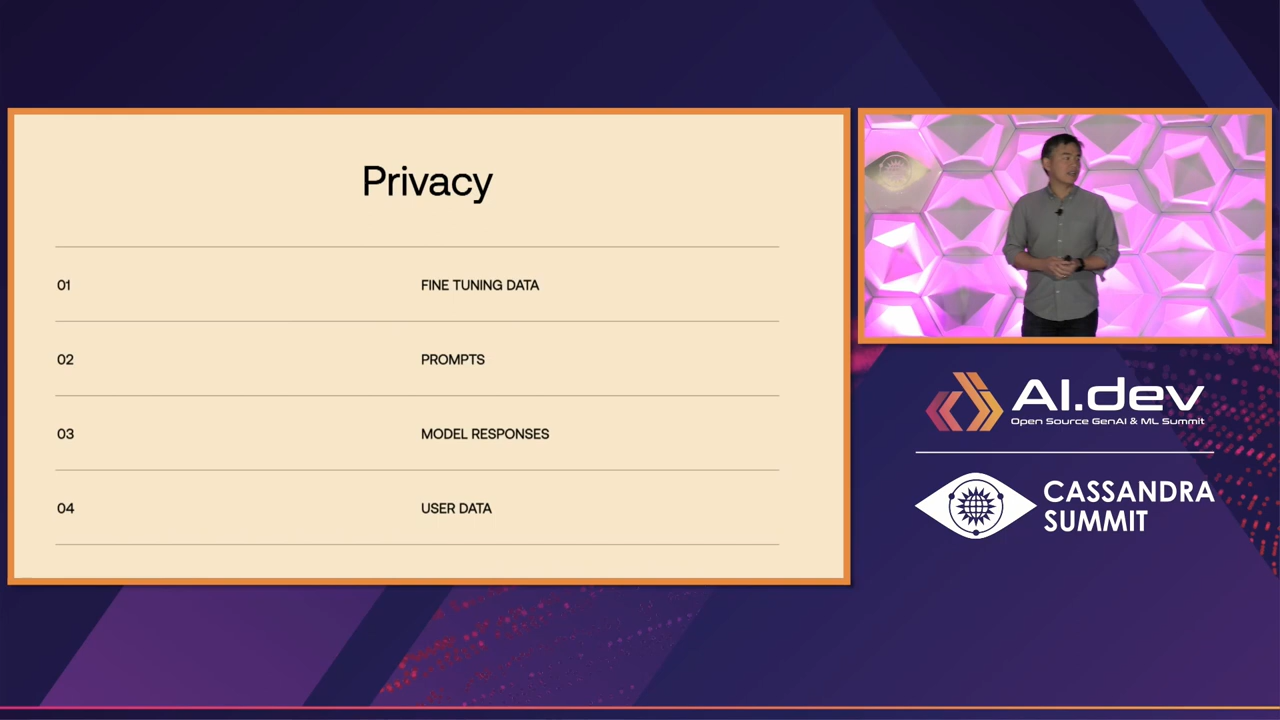 Privacy
01 FINE TUNING DATA
02 PROMPTS
03 MODEL RESPONSES
04 USER DATA
AI.dev
Open Source GenAI & ML Summit
CASSANDRA
SUMMIT